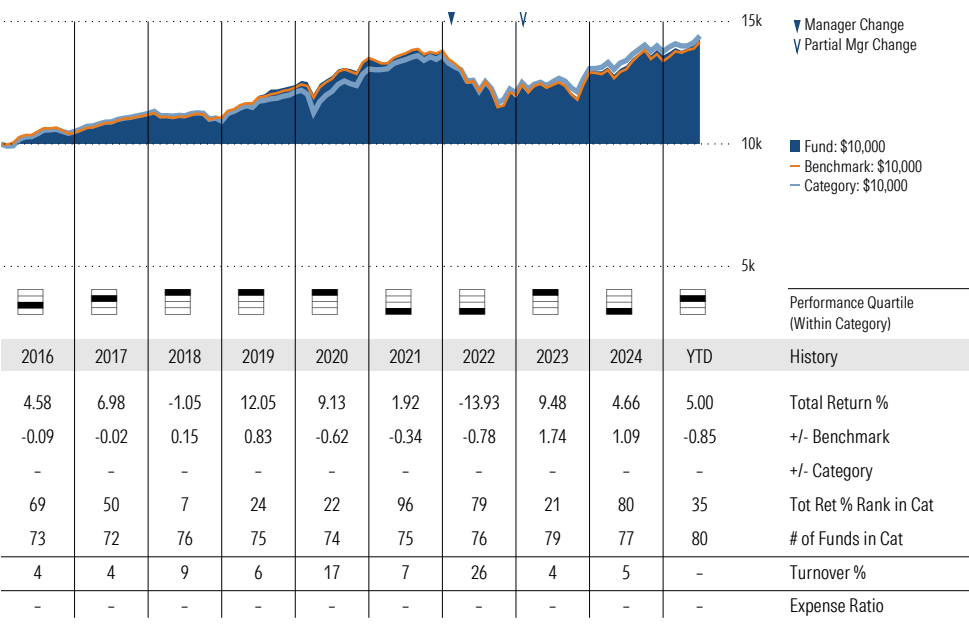 15k
Manager Change
Partial Mgr Change
10k
Fund: $10,000
Benchmark: $10,000
Category: $10,000
5k
Performance Quartile
(Within Category)
2016 2017 2018 2019 2020 2021 2022 2023 2024 YTD History
4.58 6.98 -1.05 12.05 9.13 1.92 -13.93 9.48 4.66 5.00 Total Return %
-0.09 -0.02 0.15 0.83 -0.62 -0.34 -0.78 1.74 1.09 -0.85 +/- Benchmark
– – – – – – – – – – +/- Category
69 50 7 24 22 96 79 21 80 35 Tot Ret % Rank in Cat
73 72 76 75 74 75 76 79 77 80 # of Funds in Cat
4 4 9 6 17 7 26 4 5 – Turnover %
– – – – – – – – – – Expense Ratio